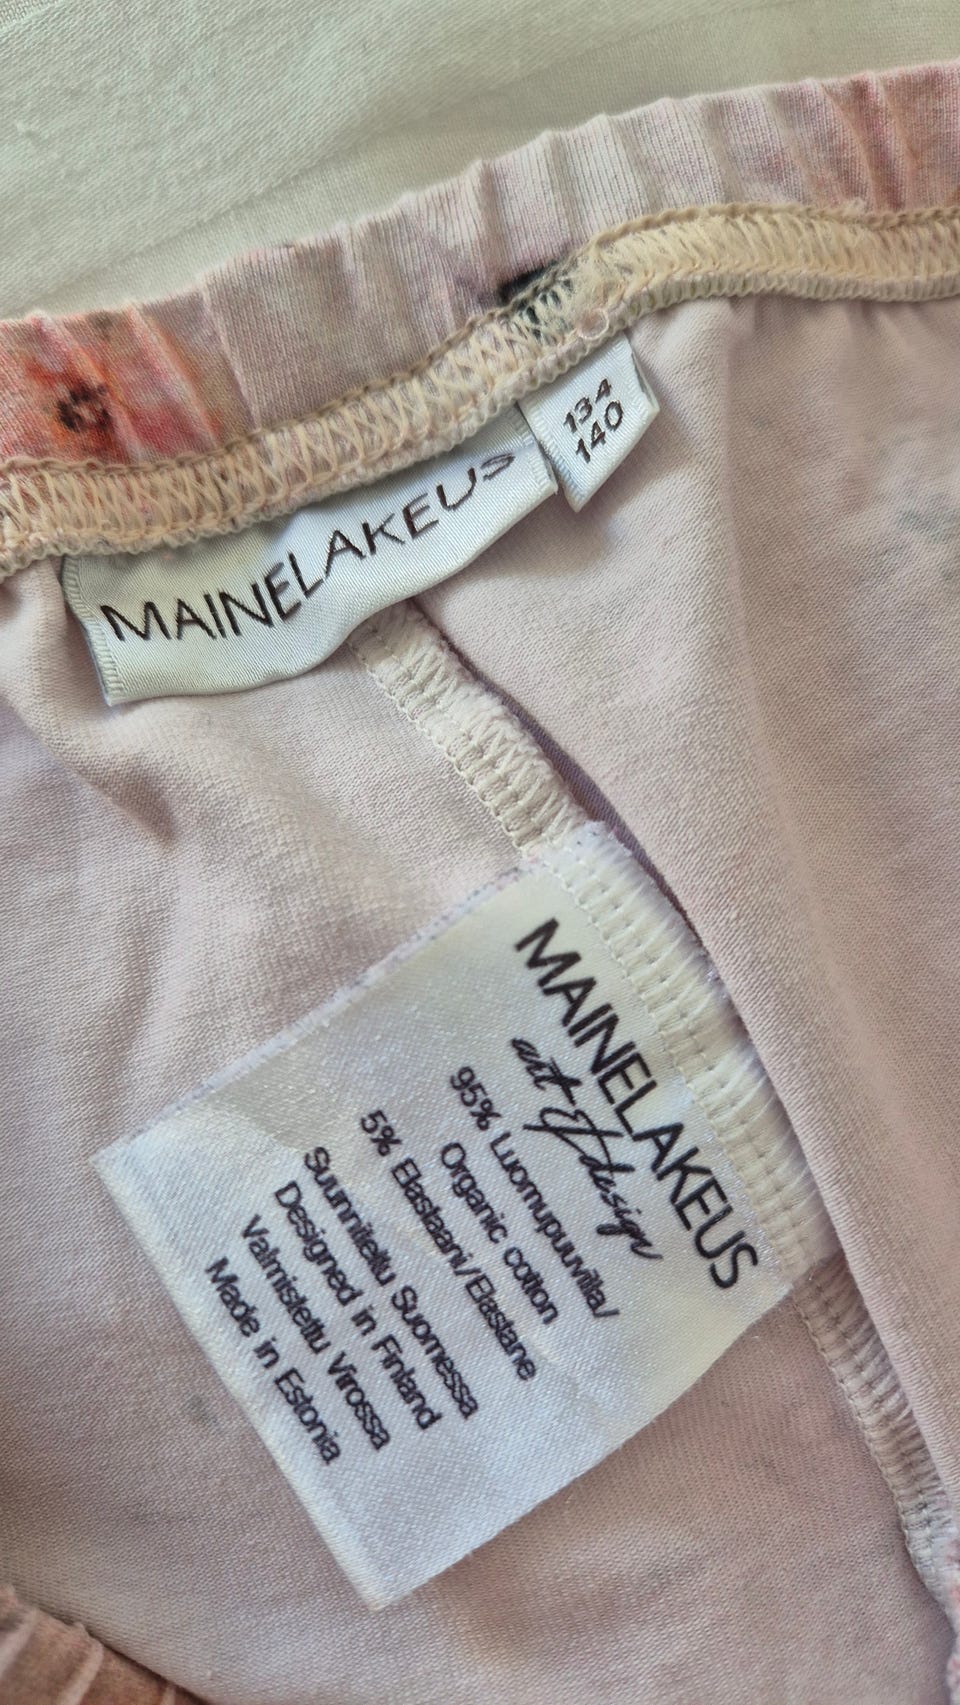 MAINELAKEUS
134
140
MAINELAKEUS
art & design
95% Luomupuuvilla/
Organic cotton
5% Elastaani/Elastane
Suunniteltu Suomessa
Designed in Finland
Valmistettu Virossa
Made in Estonia